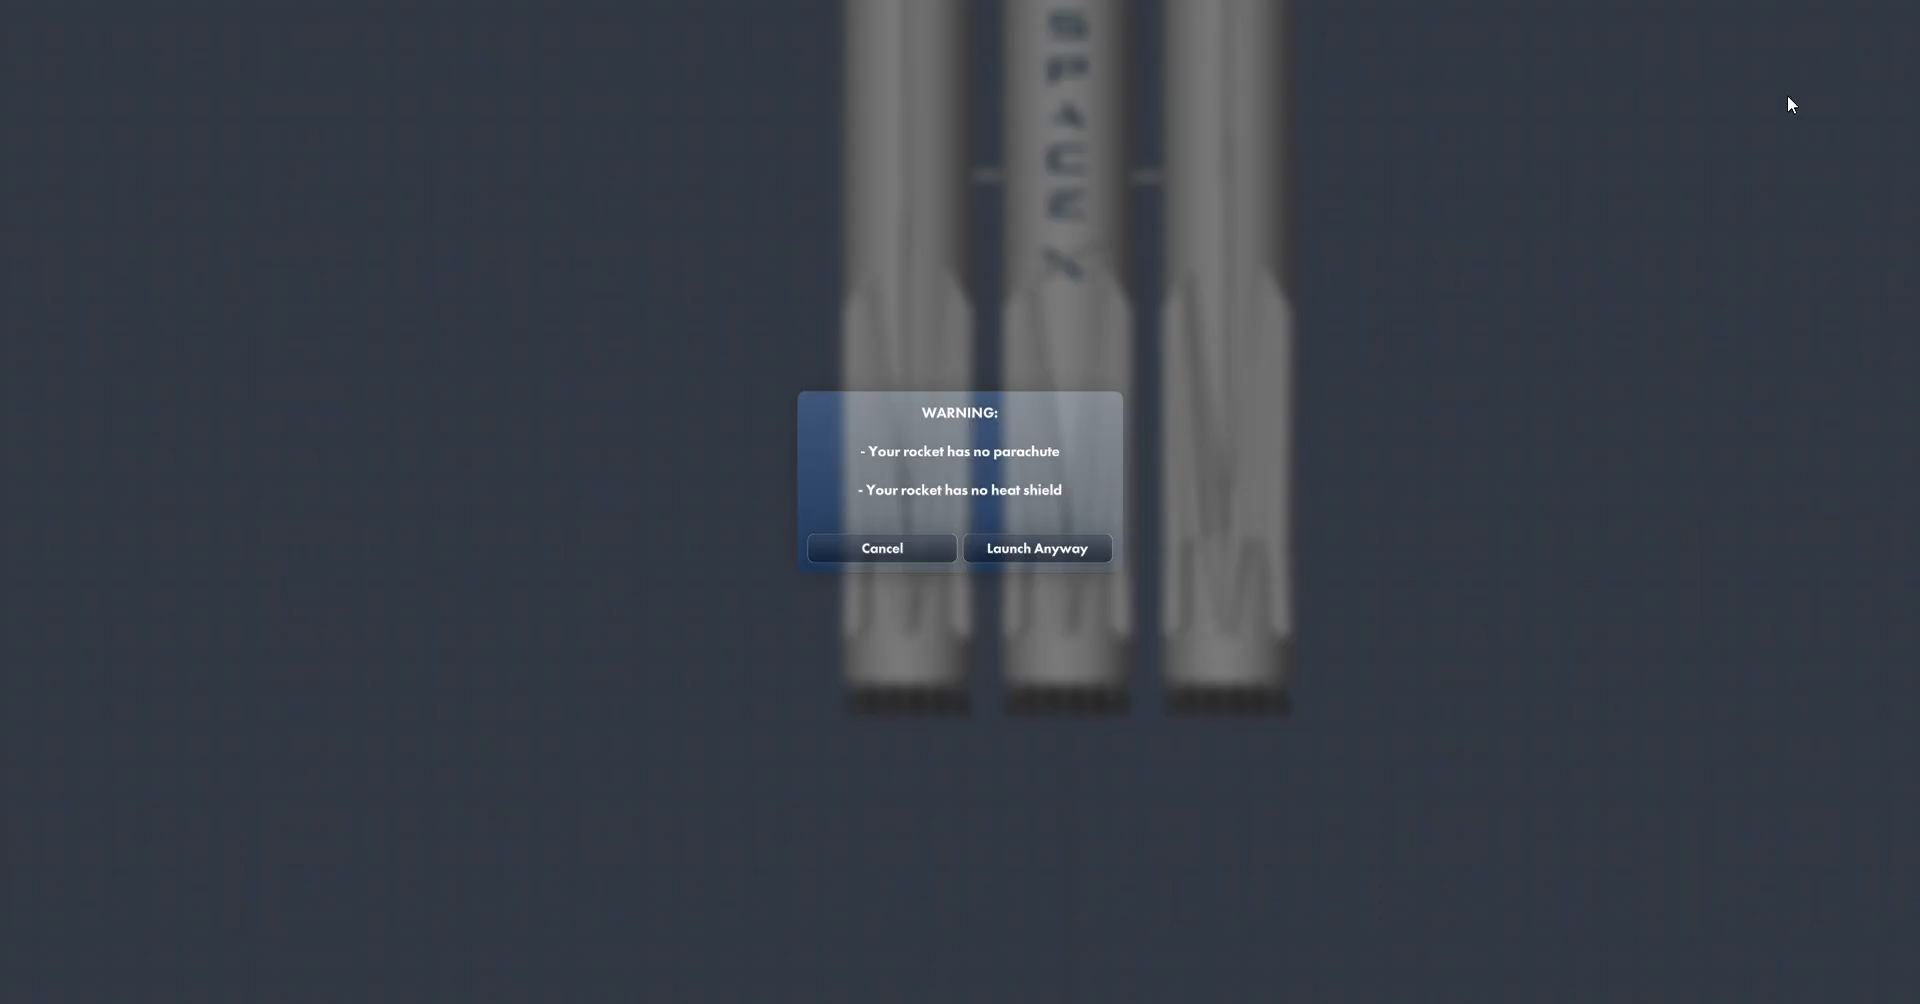 S
P
A
C
E
X
WARNING:
- Your rocket has no parachute
- Your rocket has no heat shield
Cancel
Launch Anyway